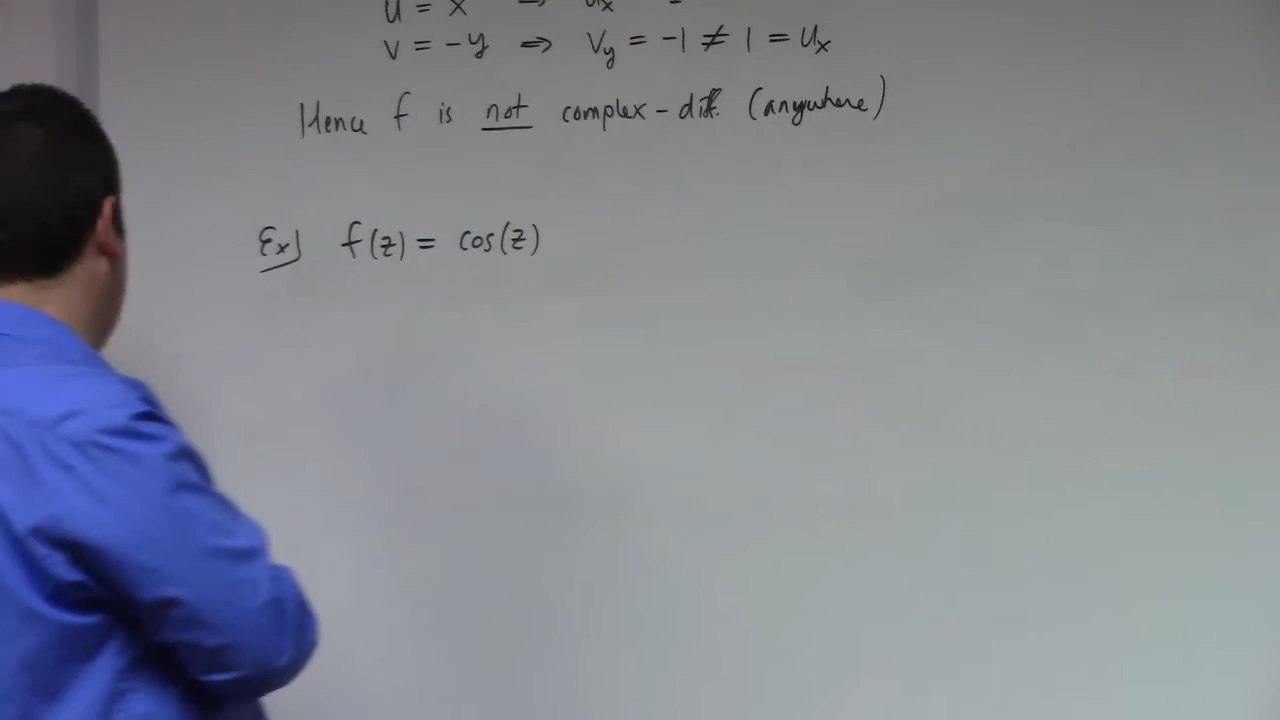 u = x ⇒ ux
v = -y ⇒ Vy = -1 ≠ 1 = Ux
Hence f is not complex-diff. (anywhere)
Ex) f(z) = cos(z)